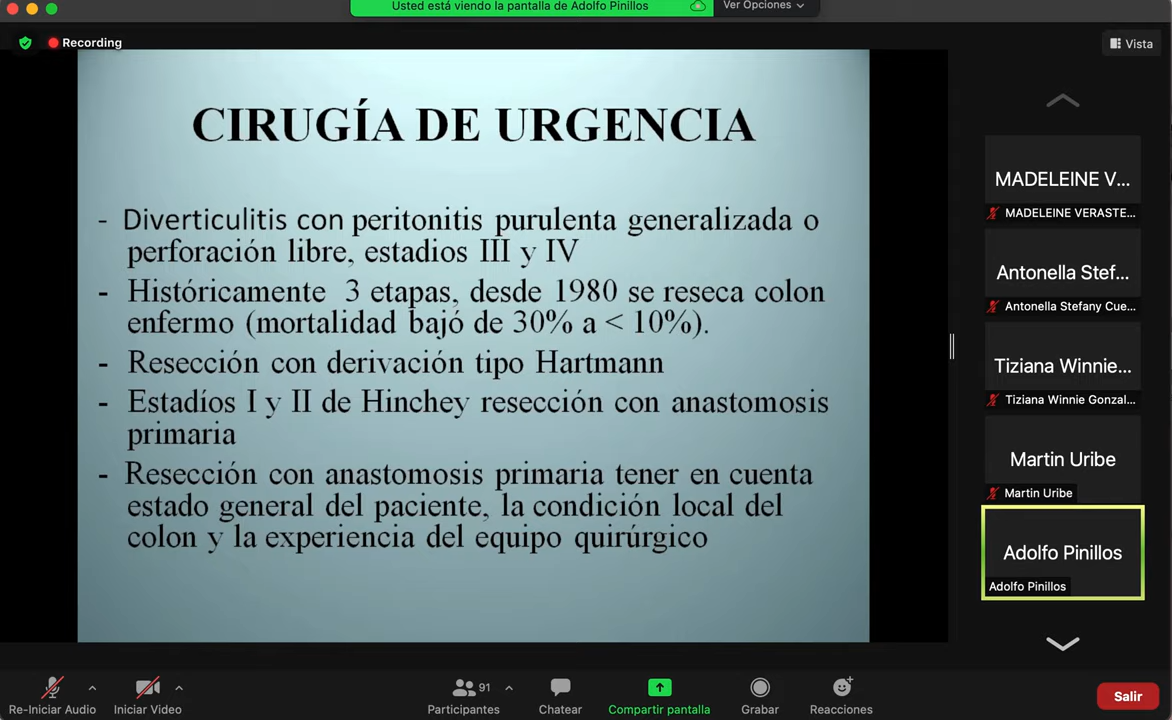 Usted está viendo la pantalla de Adolfo Pinillos
Ver Opciones
Recording
Vista
CIRUGÍA DE URGENCIA
- Diverticulitis con peritonitis purulenta generalizada o
perforación libre, estadios III y IV
- Históricamente 3 etapas, desde 1980 se reseca colon
enfermo (mortalidad bajó de 30% a < 10%).
- Resección con derivación tipo Hartmann
- Estadíos I y II de Hinchey resección con anastomosis
primaria
- Resección con anastomosis primaria tener en cuenta
estado general del paciente, la condición local del
colon y la experiencia del equipo quirúrgico
MADELEINE V...
MADELEINE VERASTE...
Antonella Stef...
Antonella Stefany Cue...
Tiziana Winnie...
Tiziana Winnie Gonzal...
Martin Uribe
Martin Uribe
Adolfo Pinillos
Adolfo Pinillos
Re-Iniciar Audio
Iniciar Video
91
Participantes
Chatear
Compartir pantalla
Grabar
Reacciones
Salir